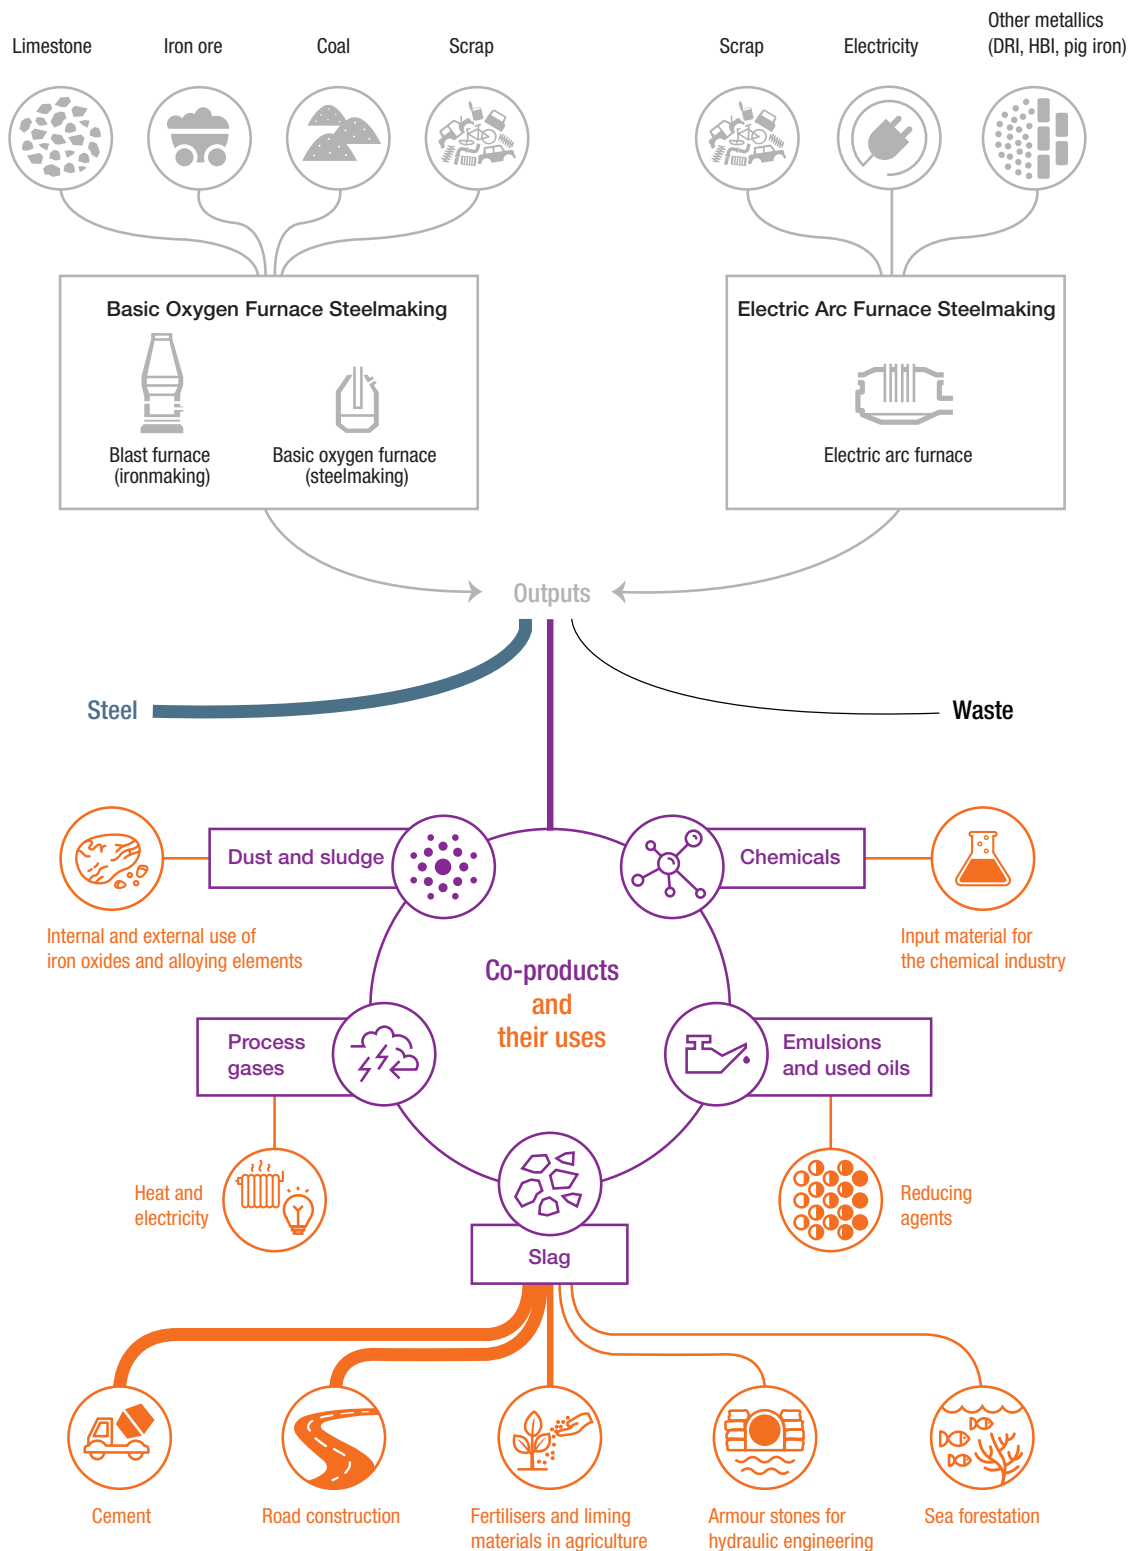 Limestone
Iron ore
Coal
Scrap
Scrap
Electricity
Other metallics
(DRI, HBI, pig iron)
Basic Oxygen Furnace Steelmaking
Blast furnace
(ironmaking)
Basic oxygen furnace
(steelmaking)
Electric Arc Furnace Steelmaking
Electric arc furnace
Outputs
Steel
Waste
Dust and sludge
Chemicals
Internal and external use of
iron oxides and alloying elements
Input material for
the chemical industry
Co-products
and
their uses
Process
gases
Emulsions
and used oils
Heat and
electricity
Reducing
agents
Slag
Cement
Road construction
Fertilisers and liming
materials in agriculture
Armour stones for
hydraulic engineering
Sea forestation